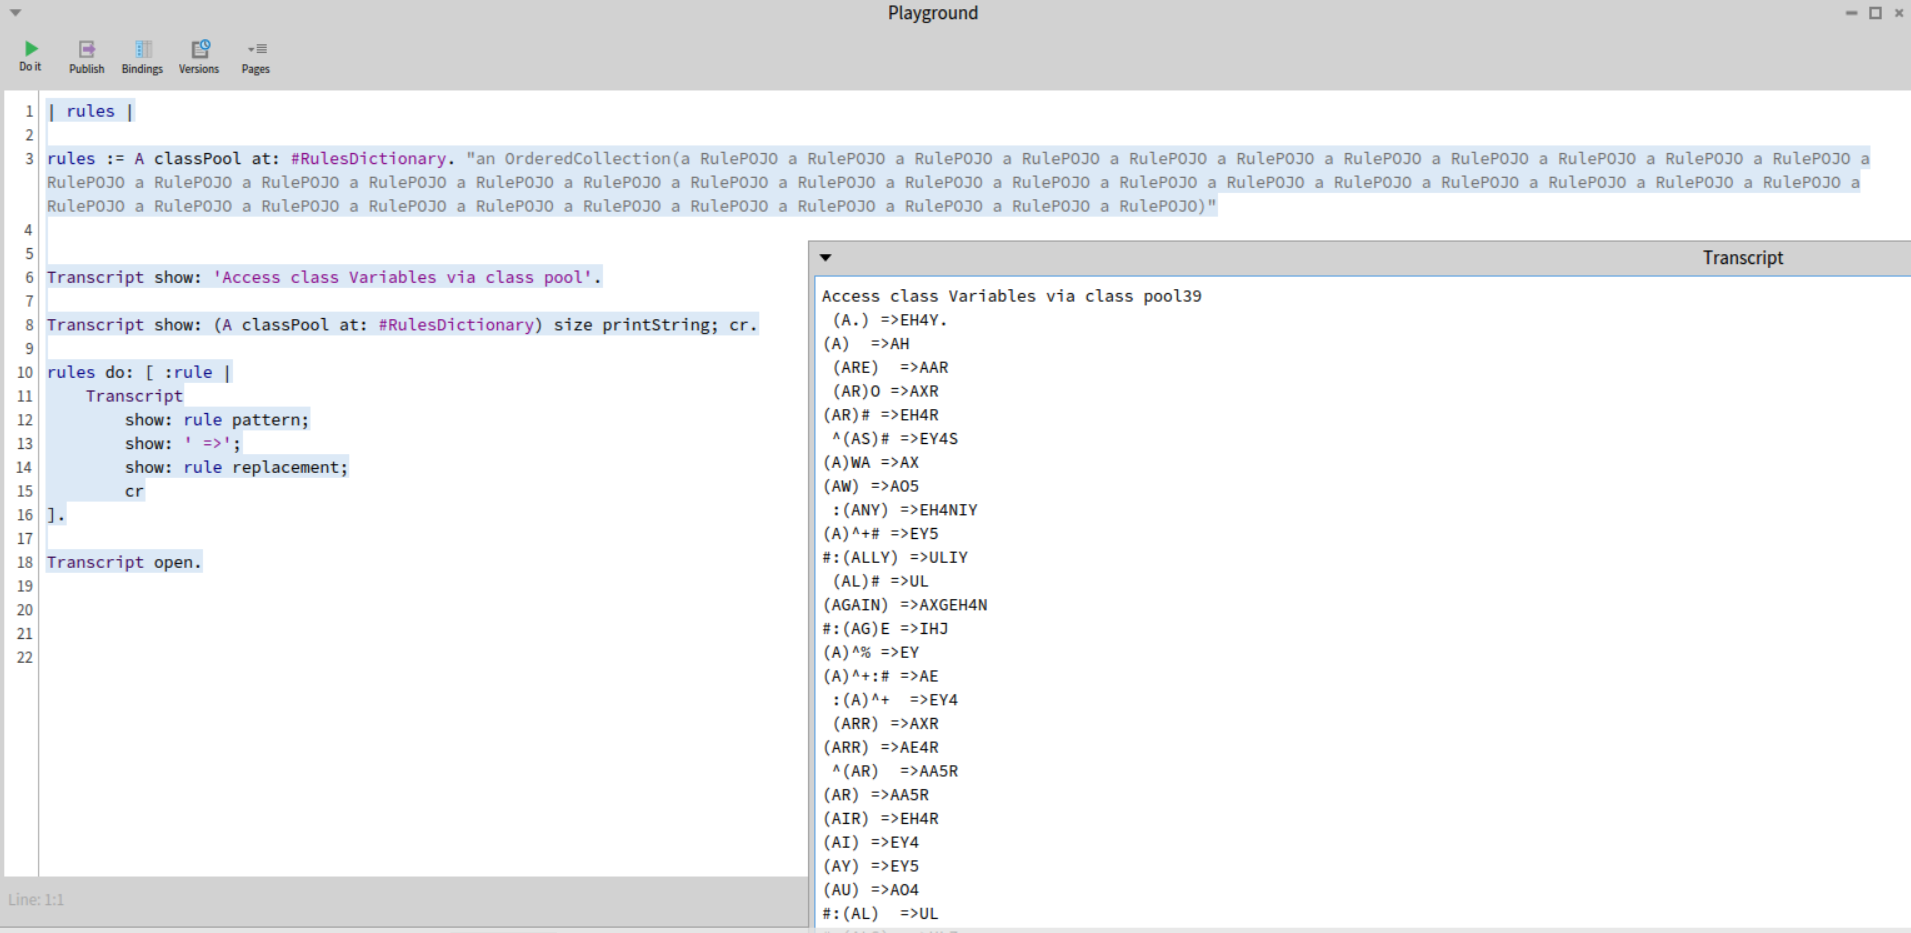 Playground
Do it Publish Bindings Versions Pages
1 | rules |
2
3 rules := A classPool at: #RulesDictionary. "an OrderedCollection(a RulePOJO a RulePOJO a RulePOJO a RulePOJO a RulePOJO a RulePOJO a RulePOJO a RulePOJO a RulePOJO a RulePOJO a RulePOJO a
RulePOJO a RulePOJO a RulePOJO a RulePOJO a RulePOJO a RulePOJO a RulePOJO a RulePOJO a RulePOJO a RulePOJO a RulePOJO a RulePOJO a RulePOJO a RulePOJO a RulePOJO a RulePOJO a RulePOJO a
RulePOJO a RulePOJO a RulePOJO a RulePOJO a RulePOJO a RulePOJO a RulePOJO a RulePOJO a RulePOJO a RulePOJO a RulePOJO)"
4
5
6 Transcript show: 'Access class Variables via class pool'.
7
8 Transcript show: (A classPool at: #RulesDictionary) size printString; cr.
9
10 rules do: [ :rule |
11 Transcript
12 show: rule pattern;
13 show: ' =>';
14 show: rule replacement;
15 cr
16 ].
17
18 Transcript open.
19
20
21
22
Line: 1:1
Transcript
Access class Variables via class pool39
 (A.) =>EH4Y.
(A)  =>AH
 (ARE)  =>AAR
 (AR)O =>AXR
(AR)# =>EH4R
 ^(AS)# =>EY4S
(A)WA =>AX
(AW) =>AO5
 :(ANY) =>EH4NIY
(A)^+# =>EY5
#:(ALLY) =>ULIY
 (AL)# =>UL
(AGAIN) =>AXGEH4N
#:(AG)E =>IHJ
(A)^% =>EY
(A)^+:# =>AE
 :(A)^+  =>EY4
 (ARR) =>AXR
(ARR) =>AE4R
 ^(AR)  =>AA5R
(AR) =>AA5R
(AIR) =>EH4R
(AI) =>EY4
(AY) =>EY5
(AU) =>AO4
#:(AL)  =>UL